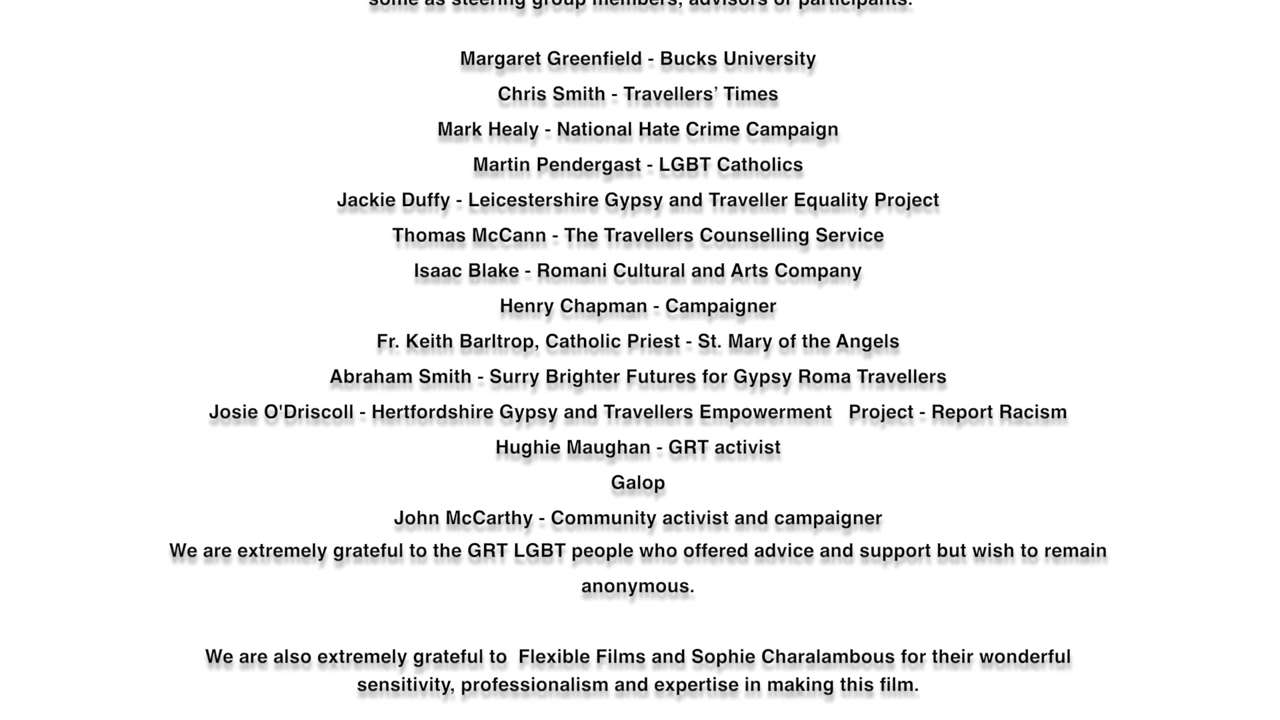 some as steering group members, advisors or participants.
Margaret Greenfield - Bucks University
Chris Smith - Travellers’ Times
Mark Healy - National Hate Crime Campaign
Martin Pendergast - LGBT Catholics
Jackie Duffy - Leicestershire Gypsy and Traveller Equality Project
Thomas McCann - The Travellers Counselling Service
Isaac Blake - Romani Cultural and Arts Company
Henry Chapman - Campaigner
Fr. Keith Barltrop, Catholic Priest - St. Mary of the Angels
Abraham Smith - Surry Brighter Futures for Gypsy Roma Travellers
Josie O'Driscoll - Hertfordshire Gypsy and Travellers Empowerment   Project - Report Racism
Hughie Maughan - GRT activist
Galop
John McCarthy - Community activist and campaigner
We are extremely grateful to the GRT LGBT people who offered advice and support but wish to remain
anonymous.
We are also extremely grateful to  Flexible Films and Sophie Charalambous for their wonderful
sensitivity, professionalism and expertise in making this film.